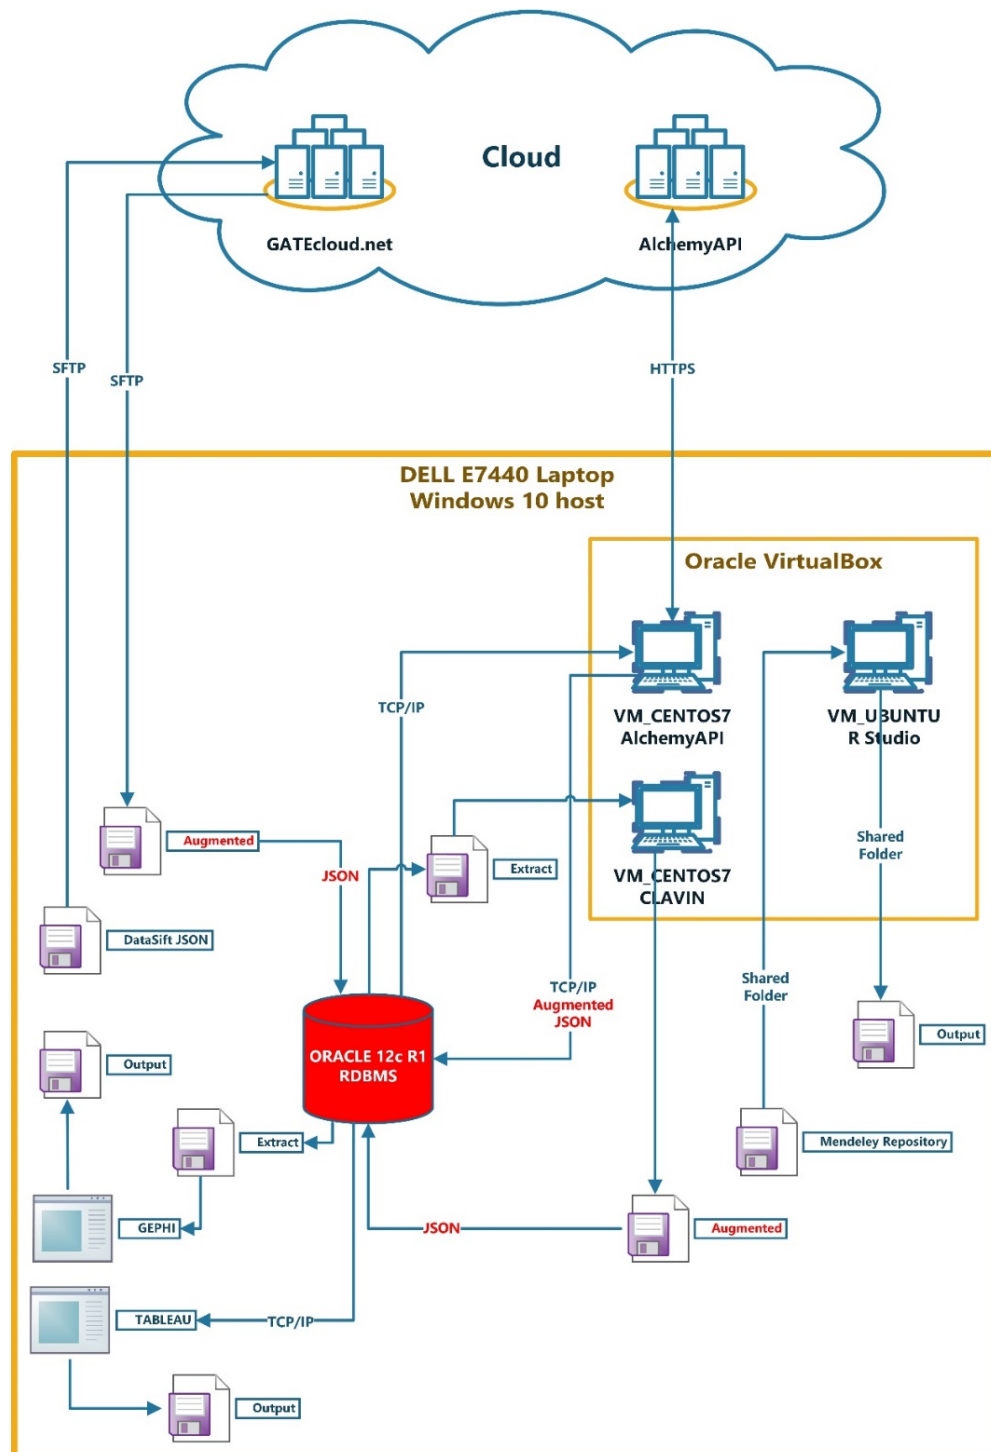 Cloud
GATEcloud.net
AlchemyAPI
SFTP
SFTP
HTTPS
DELL E7440 Laptop
Windows 10 host
Oracle VirtualBox
TCP/IP
VM_CENTOS7
AlchemyAPI
VM_UBUNTU
R Studio
Augmented
JSON
Extract
VM_CENTOS7
CLAVIN
Shared
Folder
DataSift JSON
TCP/IP
Augmented
JSON
Shared
Folder
Output
ORACLE 12c R1
RDBMS
Output
Extract
Mendeley Repository
GEPHI
JSON
Augmented
TABLEAU
TCP/IP
Output